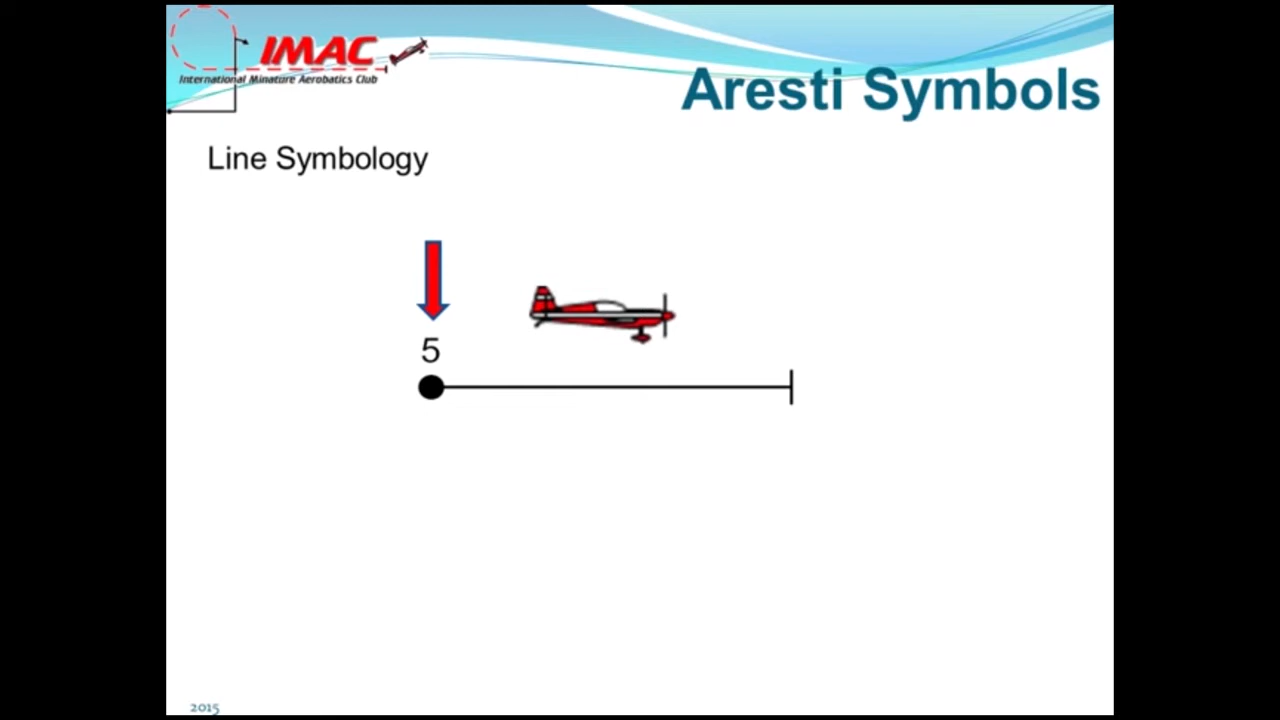 IMAC
International Minature Aerobatics Club
Aresti Symbols
Line Symbology
5
2015